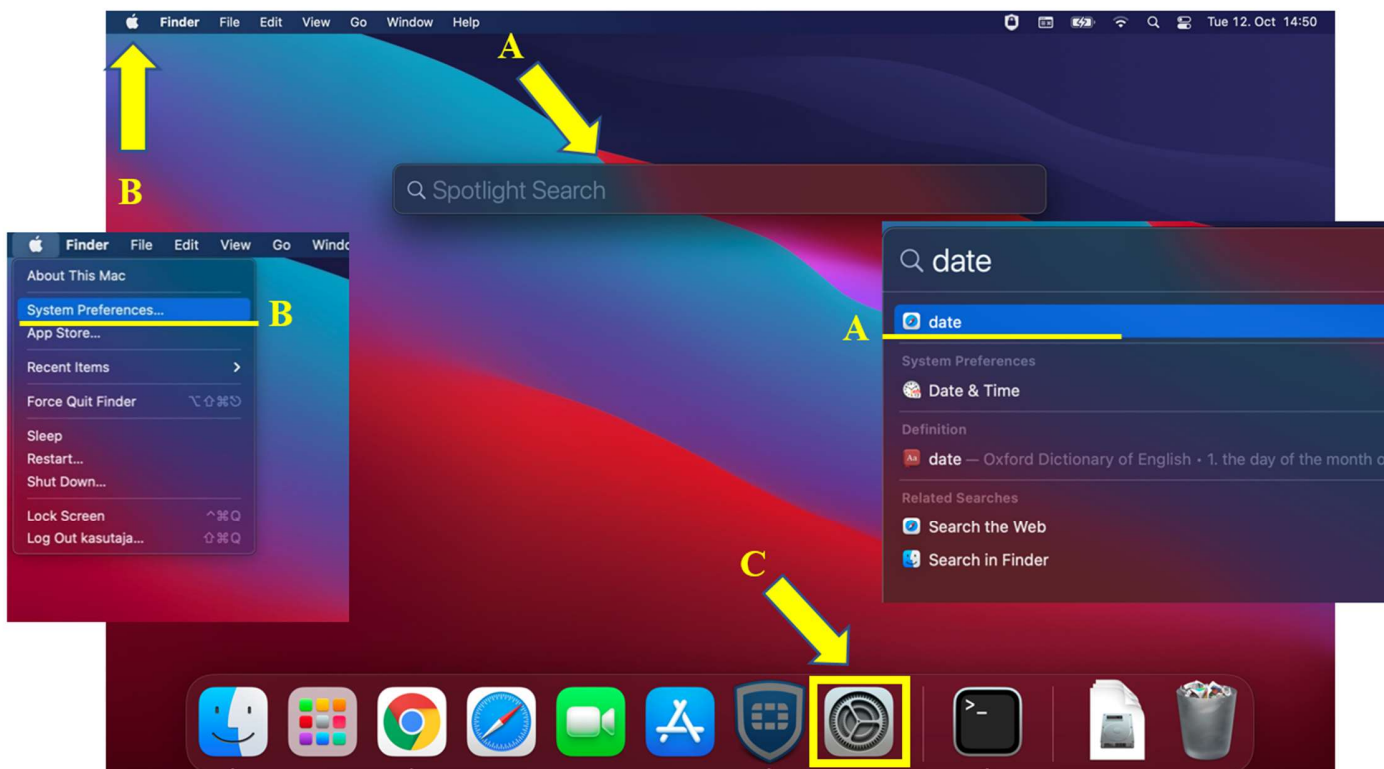 Finder File Edit View Go Window Help Tue 12. Oct 14:50
A
B
Spotlight Search
Finder File Edit View Go
About This Mac
System Preferences...
B
App Store...
Recent Items
Force Quit Finder ⌥⇧⌘⎋
Sleep
Restart...
Shut Down...
Lock Screen ^⌘Q
Log Out kasutaja... ⇧⌘Q
date
A
date
System Preferences
Date & Time
Definition
Aa date — Oxford Dictionary of English • 1. the day of the month
Related Searches
Search the Web
Search in Finder
C
>_